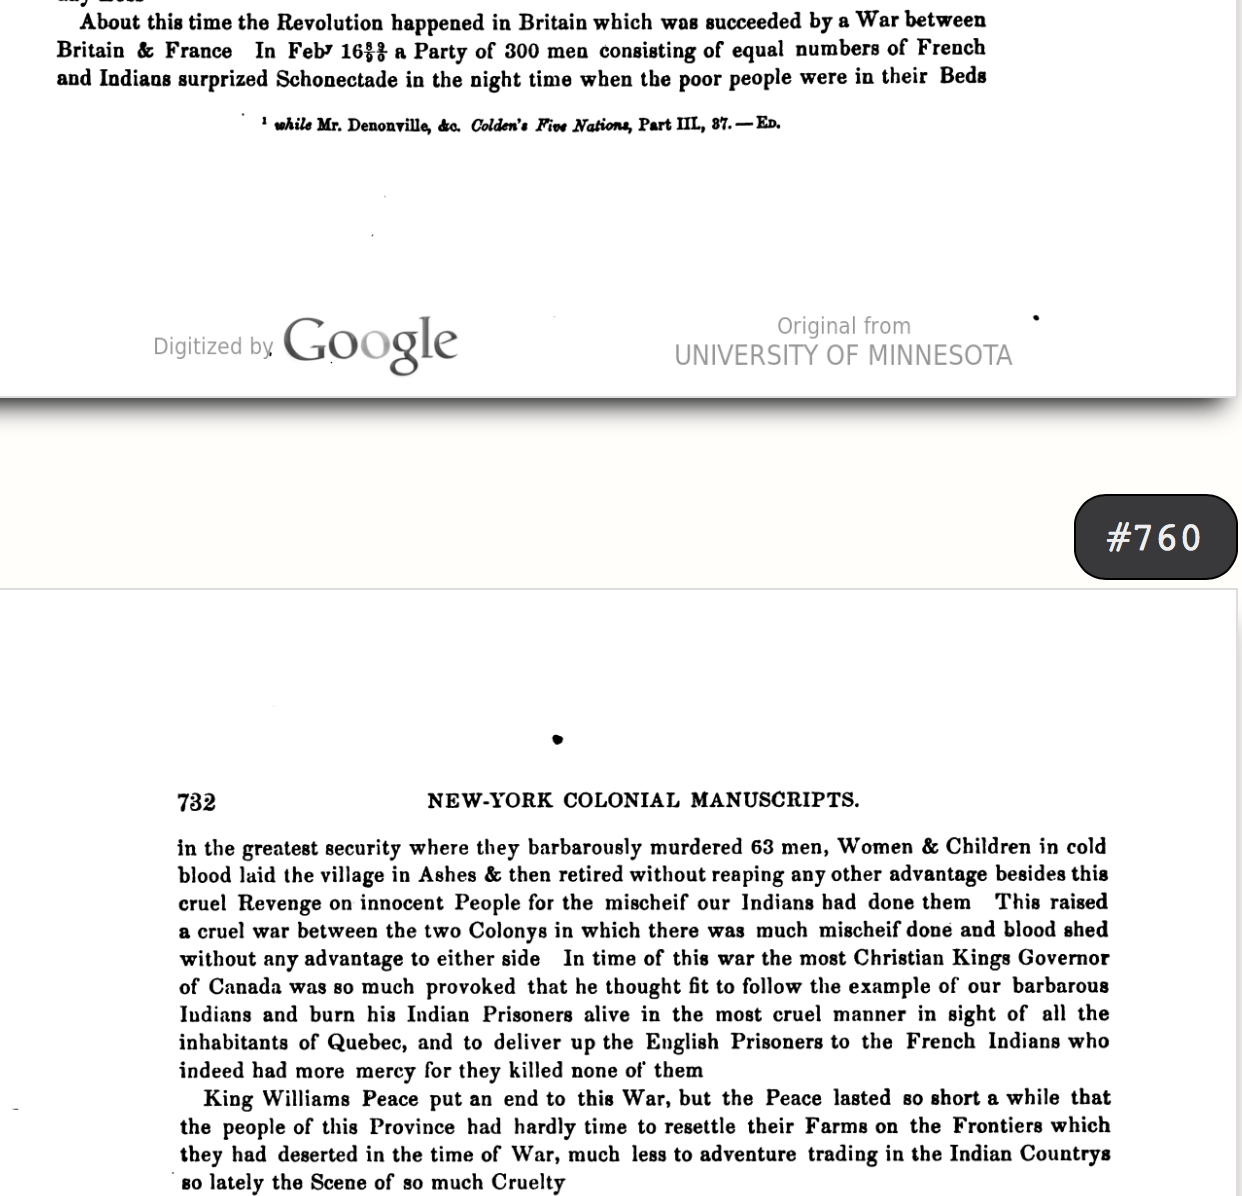 About this time the Revolution happened in Britain which was succeeded by a War between
Britain & France In Febʸ 16 8/9 8/0 a Party of 300 men consisting of equal numbers of French
and Indians surprized Schonectade in the night time when the poor people were in their Beds
¹ while Mr. Denonville, &c. Colden's Five Nations, Part III., 37.—ED.
Digitized by Google
Original from
UNIVERSITY OF MINNESOTA
#760
732 NEW-YORK COLONIAL MANUSCRIPTS.
in the greatest security where they barbarously murdered 63 men, Women & Children in cold
blood laid the village in Ashes & then retired without reaping any other advantage besides this
cruel Revenge on innocent People for the mischeif our Indians had done them This raised
a cruel war between the two Colonys in which there was much mischeif done and blood shed
without any advantage to either side In time of this war the most Christian Kings Governor
of Canada was so much provoked that he thought fit to follow the example of our barbarous
Indians and burn his Indian Prisoners alive in the most cruel manner in sight of all the
inhabitants of Quebec, and to deliver up the English Prisoners to the French Indians who
indeed had more mercy for they killed none of them
King Williams Peace put an end to this War, but the Peace lasted so short a while that
the people of this Province had hardly time to resettle their Farms on the Frontiers which
they had deserted in the time of War, much less to adventure trading in the Indian Countrys
so lately the Scene of so much Cruelty